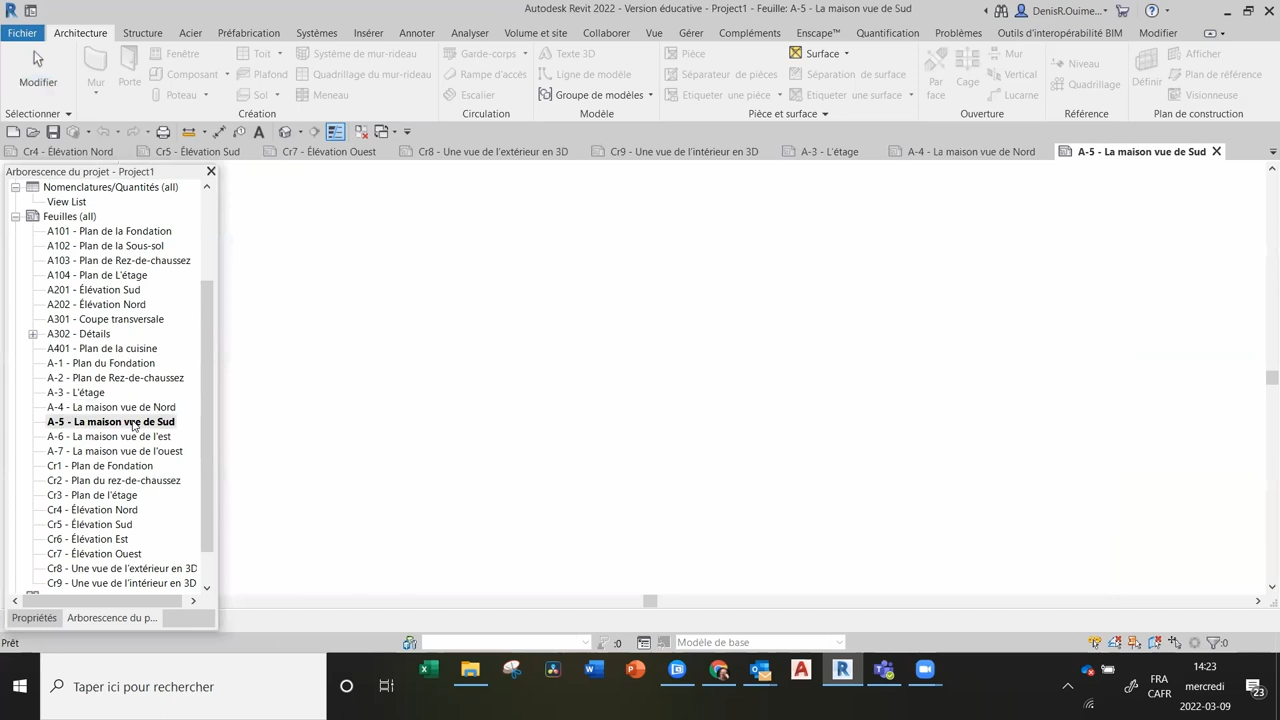 Autodesk Revit 2022 - Version éducative - Project1 - Feuille: A-5 - La maison vue de Sud
DenisR.Ouime...
Fichier Architecture Structure Acier Préfabrication Systèmes Insérer Annoter Analyser Volume et site Collaborer Vue Gérer Compléments Enscape™ Quantification Problèmes Outils d'interopérabilité BIM Modifier
Modifier
Mur
Porte
Fenêtre
Composant
Poteau
Toit
Plafond
Sol
Système de mur-rideau
Quadrillage du mur-rideau
Meneau
Garde-corps
Rampe d'accès
Escalier
Texte 3D
Ligne de modèle
Groupe de modèles
Pièce
Séparateur de pièces
Etiqueter une pièce
Surface
Séparation de surface
Etiqueter une surface
Par face
Cage
Mur
Vertical
Lucarne
Niveau
Quadrillage
Définir
Afficher
Plan de référence
Visionneuse
Sélectionner Création Circulation Modèle Pièce et surface Ouverture Référence Plan de construction
Cr4 - Élévation Nord Cr5 - Élévation Sud Cr7 - Élévation Ouest Cr8 - Une vue de l'extérieur en 3D Cr9 - Une vue de l'intérieur en 3D A-3 - L'étage A-4 - La maison vue de Nord A-5 - La maison vue de Sud
Arborescence du projet - Project1
Nomenclatures/Quantités (all)
View List
Feuilles (all)
A101 - Plan de la Fondation
A102 - Plan de la Sous-sol
A103 - Plan de Rez-de-chaussez
A104 - Plan de L'étage
A201 - Élévation Sud
A202 - Élévation Nord
A301 - Coupe transversale
A302 - Détails
A401 - Plan de la cuisine
A-1 - Plan du Fondation
A-2 - Plan de Rez-de-chaussez
A-3 - L'étage
A-4 - La maison vue de Nord
A-5 - La maison vue de Sud
A-6 - La maison vue de l'est
A-7 - La maison vue de l'ouest
Cr1 - Plan de Fondation
Cr2 - Plan du rez-de-chaussez
Cr3 - Plan de l'étage
Cr4 - Élévation Nord
Cr5 - Élévation Sud
Cr6 - Élévation Est
Cr7 - Élévation Ouest
Cr8 - Une vue de l'extérieur en 3D
Cr9 - Une vue de l'intérieur en 3D
Propriétés Arborescence du p...
Prêt
:0
Modèle de base
:0
Taper ici pour rechercher
FRA
CAFR
14:23
mercredi
2022-03-09
23